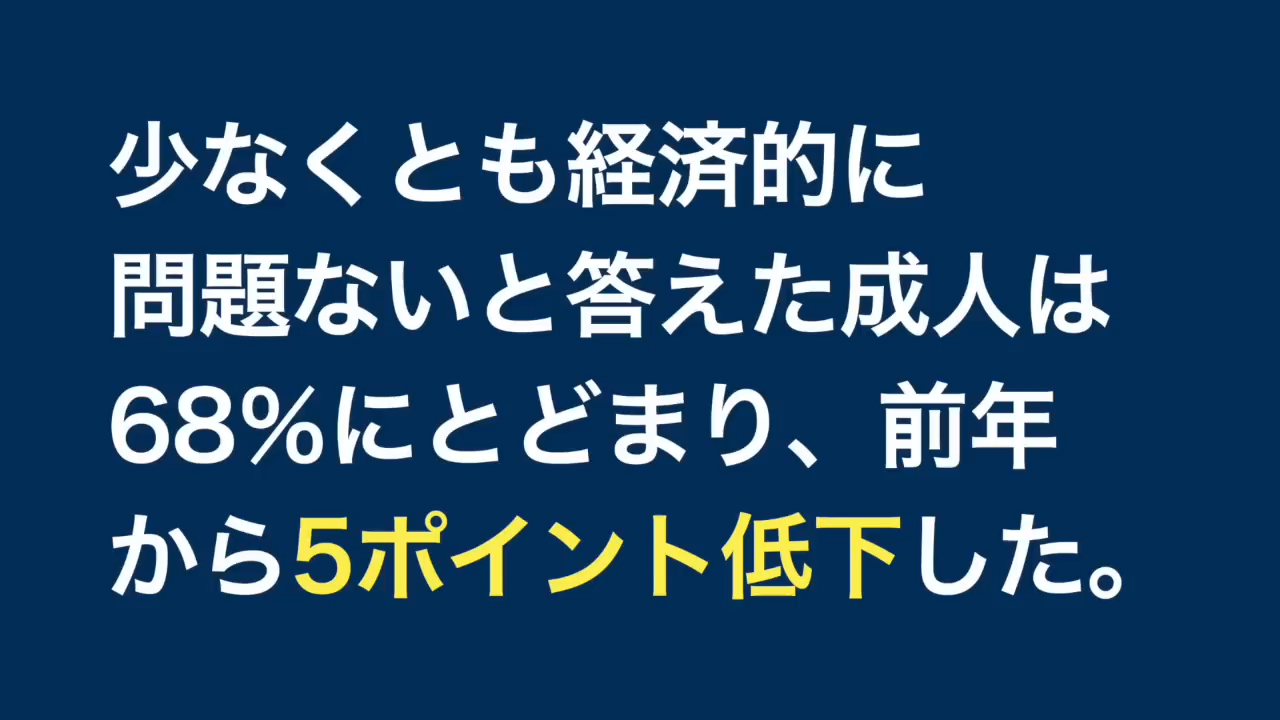 少なくとも経済的に
問題ないと答えた成人は
68%にとどまり、前年
から5ポイント低下した。